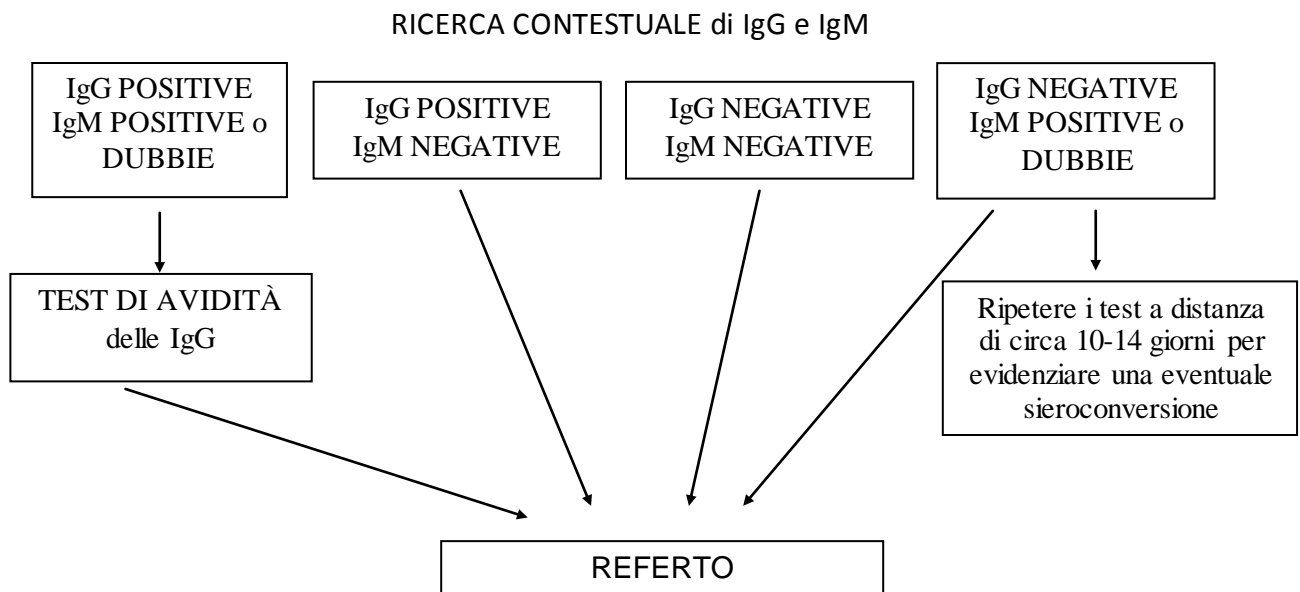 RICERCA CONTESTUALE di IgG e IgM
IgG POSITIVE
IgM POSITIVE o
DUBBIE
IgG POSITIVE
IgM NEGATIVE
IgG NEGATIVE
IgM NEGATIVE
IgG NEGATIVE
IgM POSITIVE o
DUBBIE
TEST DI AVIDITÀ
delle IgG
Ripetere i test a distanza
di circa 10-14 giorni per
evidenziare una eventuale
sieroconversione
REFERTO